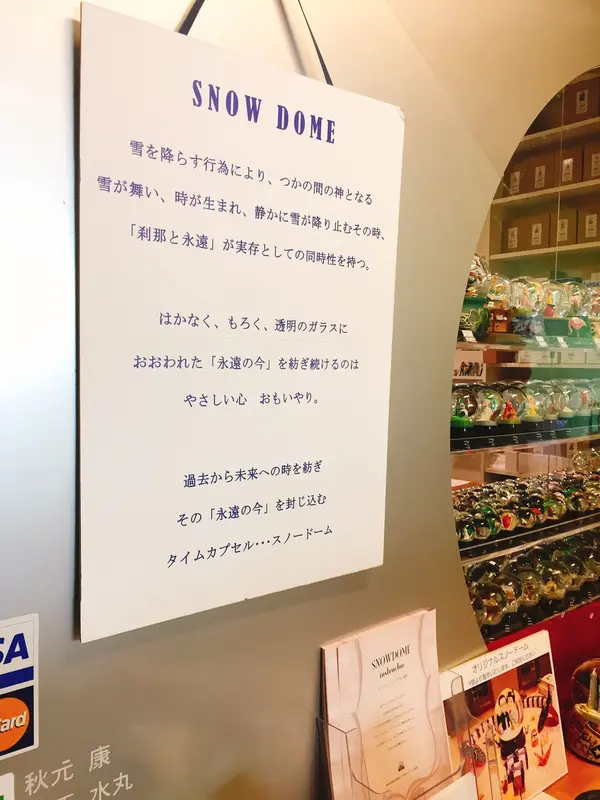 SNOW DOME
雪を降らす行為により、つかの間の神となる
雪が舞い、時が生まれ、静かに雪が降り止むその時、
「刹那と永遠」が実存としての同時性を持つ。
はかなく、もろく、透明のガラスに
おおわれた「永遠の今」を紡ぎ続けるのは
やさしい心　おもいやり。
過去から未来への時を紡ぎ
その「永遠の今」を封じ込む
タイムカプセル･･･スノードーム
SA
Card
秋元 康
水丸
SNOWDOME
オリジナルスノードーム
VISA